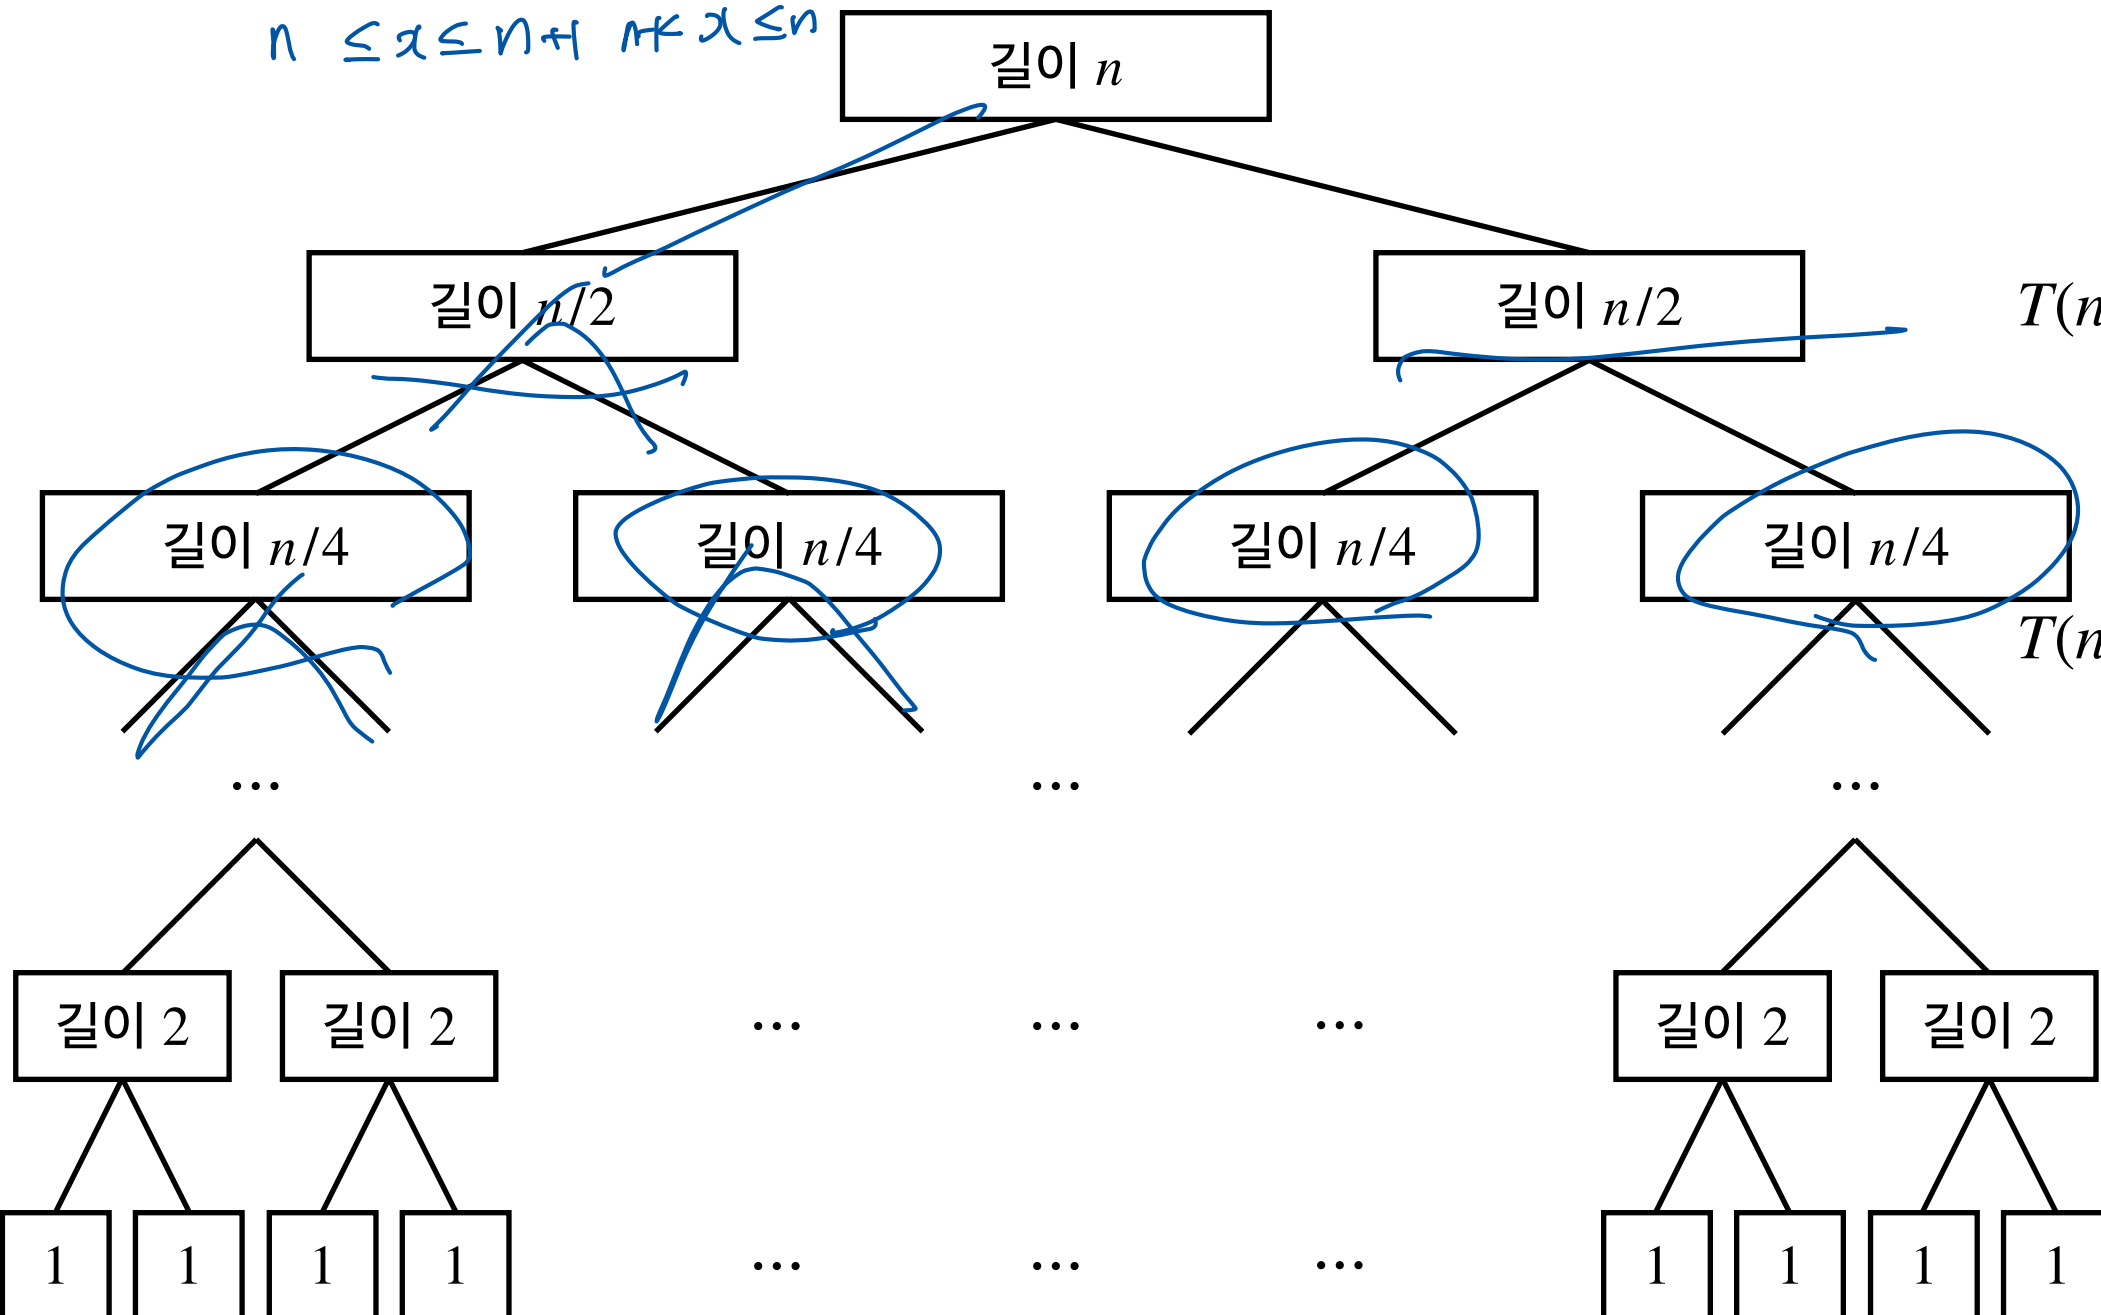 n ≤ x ≤ n+1 n+< x ≤ n
길이 n
길이 n/2 길이 n/2 T(n
길이 n/4 길이 n/4 길이 n/4 길이 n/4
T(n
... ... ...
길이 2 길이 2 ... ... ... 길이 2 길이 2
1 1 1 1 ... ... ... 1 1 1 1